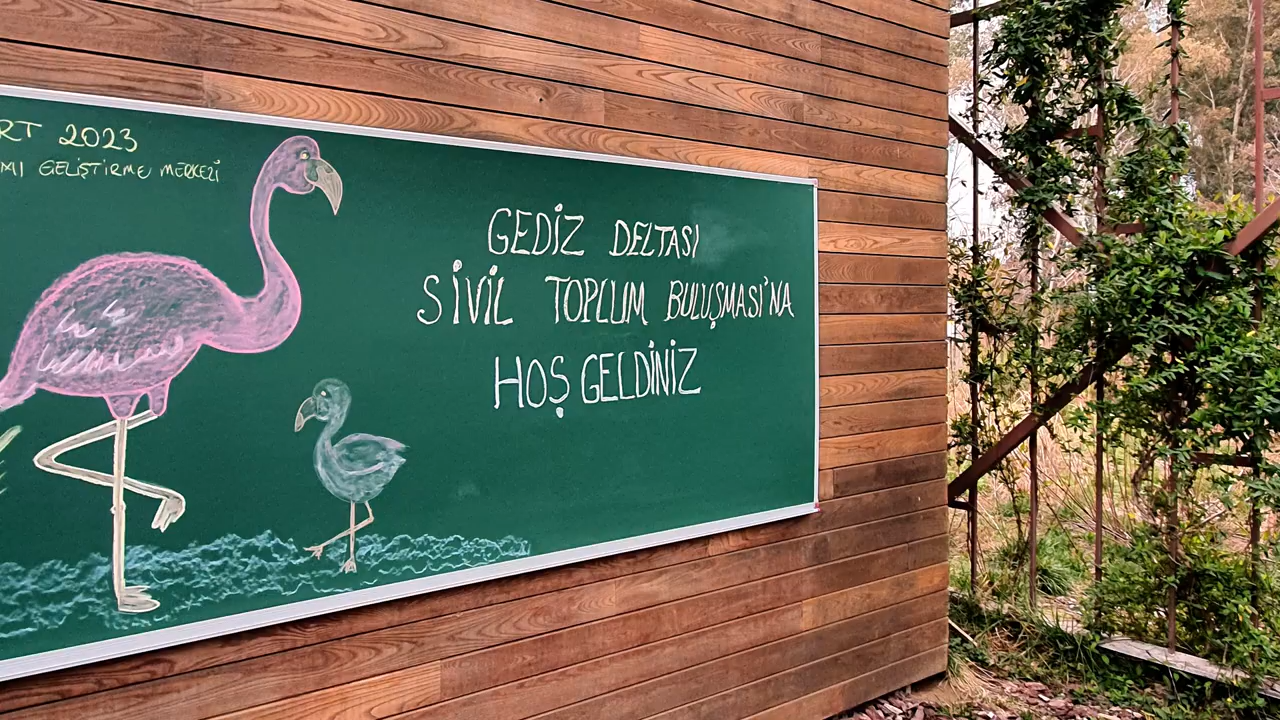 RT 2023
MI GELİŞTİRME MERKEZİ
GEDİZ DELTASI
SİVİL TOPLUM BULUŞMASI'NA
HOŞ GELDİNİZ